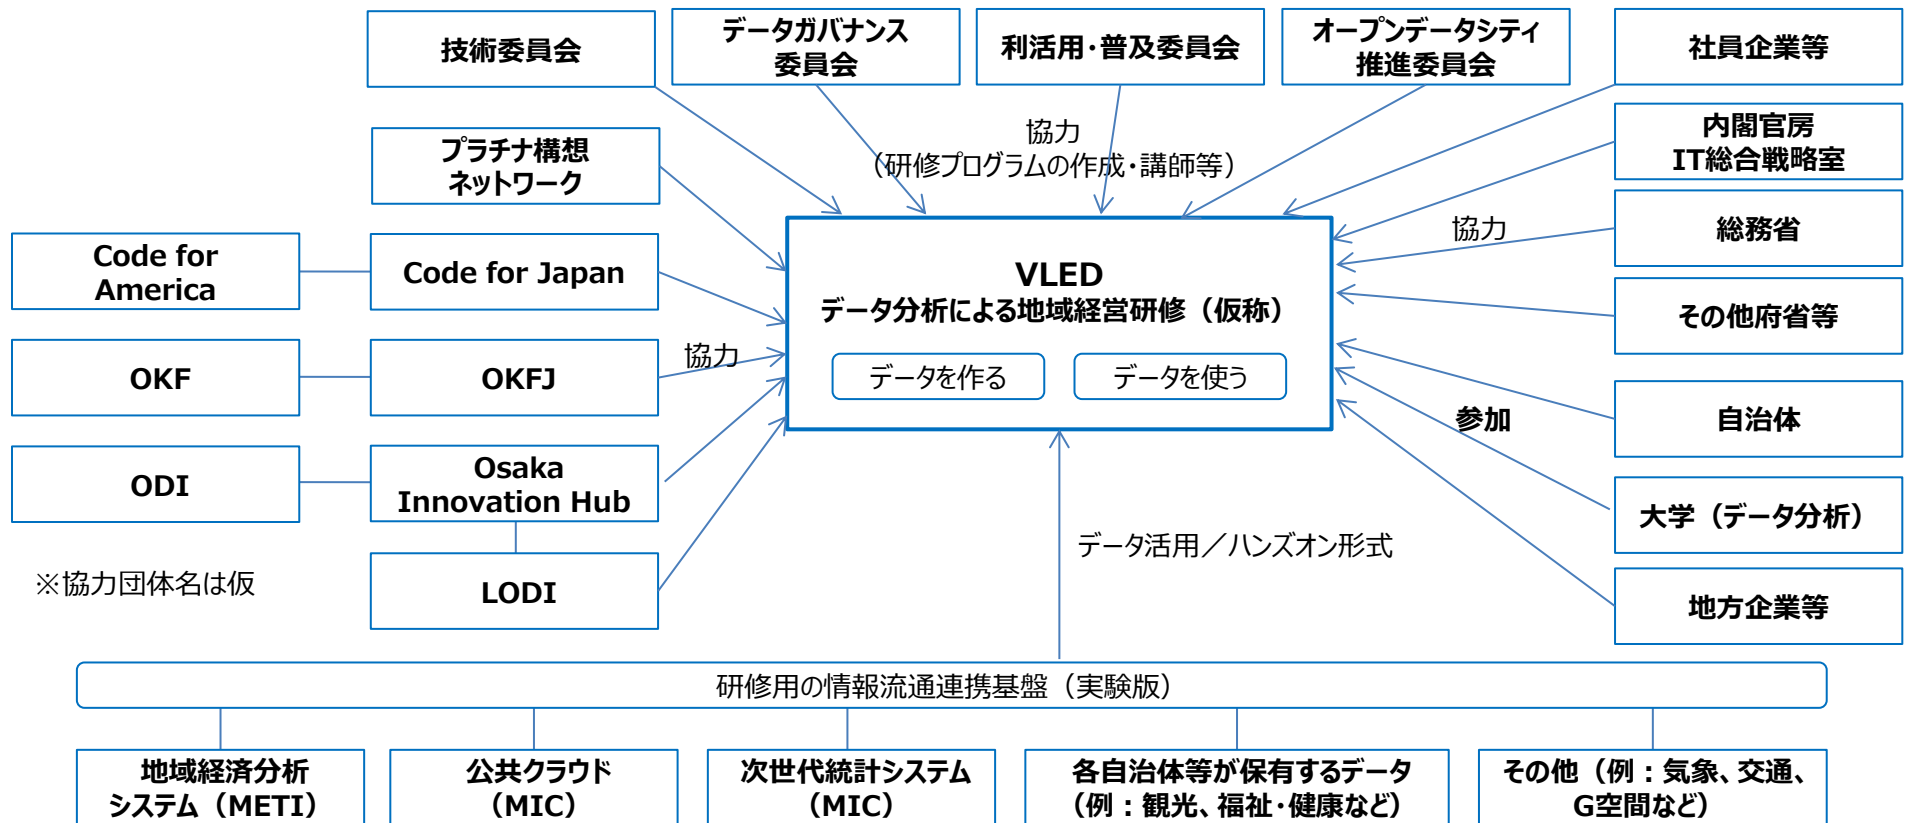 技術委員会
データガバナンス
委員会
利活用・普及委員会
オープンデータシティ
推進委員会
社員企業等
プラチナ構想
ネットワーク
協力
（研修プログラムの作成・講師等）
内閣官房
IT総合戦略室
Code for
America
Code for Japan
VLED
データ分析による地域経営研修（仮称）
データを作る
データを使う
協力
総務省
その他府省等
OKF
OKFJ
協力
参加
自治体
ODI
Osaka
Innovation Hub
大学（データ分析）
データ活用／ハンズオン形式
※協力団体名は仮
LODI
地方企業等
研修用の情報流通連携基盤（実験版）
地域経済分析
システム（METI）
公共クラウド
（MIC）
次世代統計システム
（MIC）
各自治体等が保有するデータ
（例：観光、福祉・健康など）
その他（例：気象、交通、
G空間など）